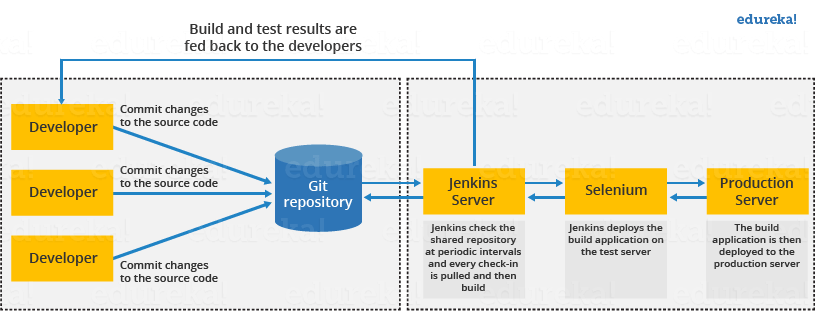 edureka!
Build and test results are
fed back to the developers
Developer
Commit changes
to the source code
Developer
Commit changes
to the source code
Developer
Commit changes
to the source code
Git
repository
Jenkins
Server
Jenkins check the
shared repository
at periodic intervals
and every check-in
is pulled and then
build
Selenium
Jenkins deploys the
build application on
the test server
Production
Server
The build
application is then
deployed to the
production server